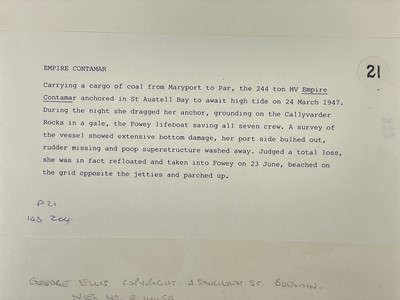 EMPIRE CONTAMAR
21
Carrying a cargo of coal from Maryport to Par, the 244 ton MV Empire
Contamar anchored in St Austell Bay to await high tide on 24 March 1947.
During the night she dragged her anchor, grounding on the Callyvarder
Rocks in a gale, the Fowey lifeboat saving all seven crew. A survey of
the vessel showed extensive bottom damage, her port side bulhed out,
rudder missing and poop superstructure washed away. Judged a total loss,
she was in fact refloated and taken into Fowey on 23 June, beached on
the grid opposite the jetties and parched up.
P21
GEORGE ELLIS. COPYRIGHT